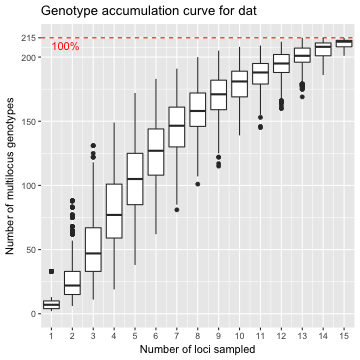 Genotype accumulation curve for dat
Number of multilocus genotypes
215
200
150
100
50
0
100%
1 2 3 4 5 6 7 8 9 10 11 12 13 14 15
Number of loci sampled